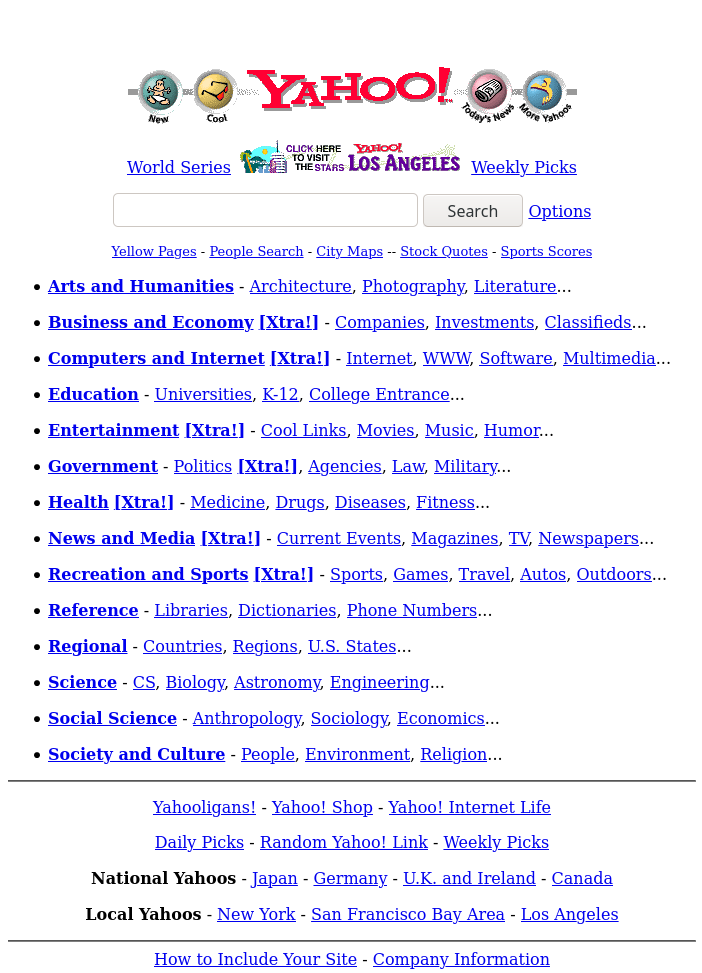 New Cool YAHOO! Today's News More Yahoos
World Series CLICK HERE TO VISIT THE STARS YAHOO! LOS ANGELES Weekly Picks
Search Options
Yellow Pages - People Search - City Maps -- Stock Quotes - Sports Scores
• Arts and Humanities - Architecture, Photography, Literature...
• Business and Economy [Xtra!] - Companies, Investments, Classifieds...
• Computers and Internet [Xtra!] - Internet, WWW, Software, Multimedia...
• Education - Universities, K-12, College Entrance...
• Entertainment [Xtra!] - Cool Links, Movies, Music, Humor...
• Government - Politics [Xtra!], Agencies, Law, Military...
• Health [Xtra!] - Medicine, Drugs, Diseases, Fitness...
• News and Media [Xtra!] - Current Events, Magazines, TV, Newspapers...
• Recreation and Sports [Xtra!] - Sports, Games, Travel, Autos, Outdoors...
• Reference - Libraries, Dictionaries, Phone Numbers...
• Regional - Countries, Regions, U.S. States...
• Science - CS, Biology, Astronomy, Engineering...
• Social Science - Anthropology, Sociology, Economics...
• Society and Culture - People, Environment, Religion...
Yahooligans! - Yahoo! Shop - Yahoo! Internet Life
Daily Picks - Random Yahoo! Link - Weekly Picks
National Yahoos - Japan - Germany - U.K. and Ireland - Canada
Local Yahoos - New York - San Francisco Bay Area - Los Angeles
How to Include Your Site - Company Information